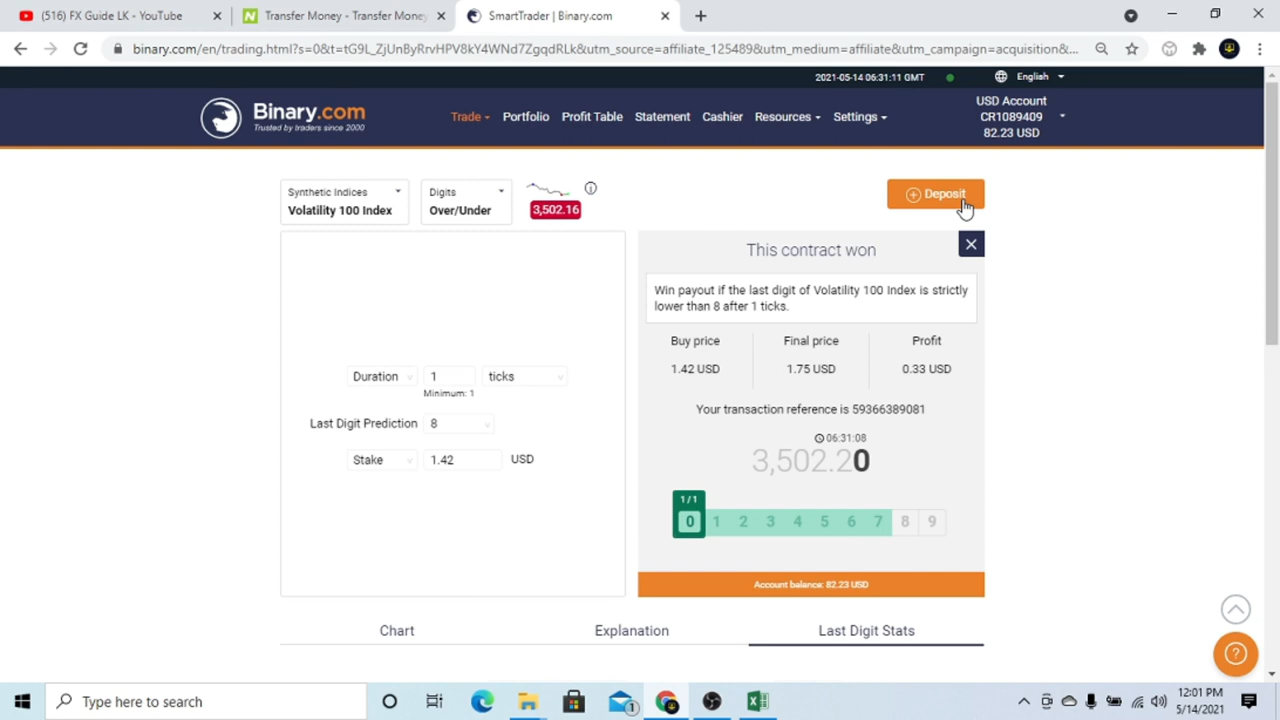 (516) FX Guide LK - YouTube
Transfer Money - Transfer Money
SmartTrader | Binary.com
binary.com/en/trading.html?s=0&t=tG9L_ZjUnByRrvHPV8kY4WNd7ZgqdRLk&utm_source=affiliate_125489&utm_medium=affiliate&utm_campaign=acquisition&...
2021-05-14 06:31:11 GMT
English
Binary.com
Trusted by traders since 2000
Trade
Portfolio
Profit Table
Statement
Cashier
Resources
Settings
USD Account
CR1089409
82.23 USD
Synthetic Indices
Volatility 100 Index
Digits
Over/Under
3,502.16
Deposit
This contract won
Win payout if the last digit of Volatility 100 Index is strictly
lower than 8 after 1 ticks.
Buy price
Final price
Profit
1.42 USD
1.75 USD
0.33 USD
Your transaction reference is 59366389081
06:31:08
3,502.20
1/1
0 1 2 3 4 5 6 7 8 9
Account balance: 82.23 USD
Duration
1
ticks
Minimum: 1
Last Digit Prediction
8
Stake
1.42
USD
Chart
Explanation
Last Digit Stats
Type here to search
1
12:01 PM
5/14/2021